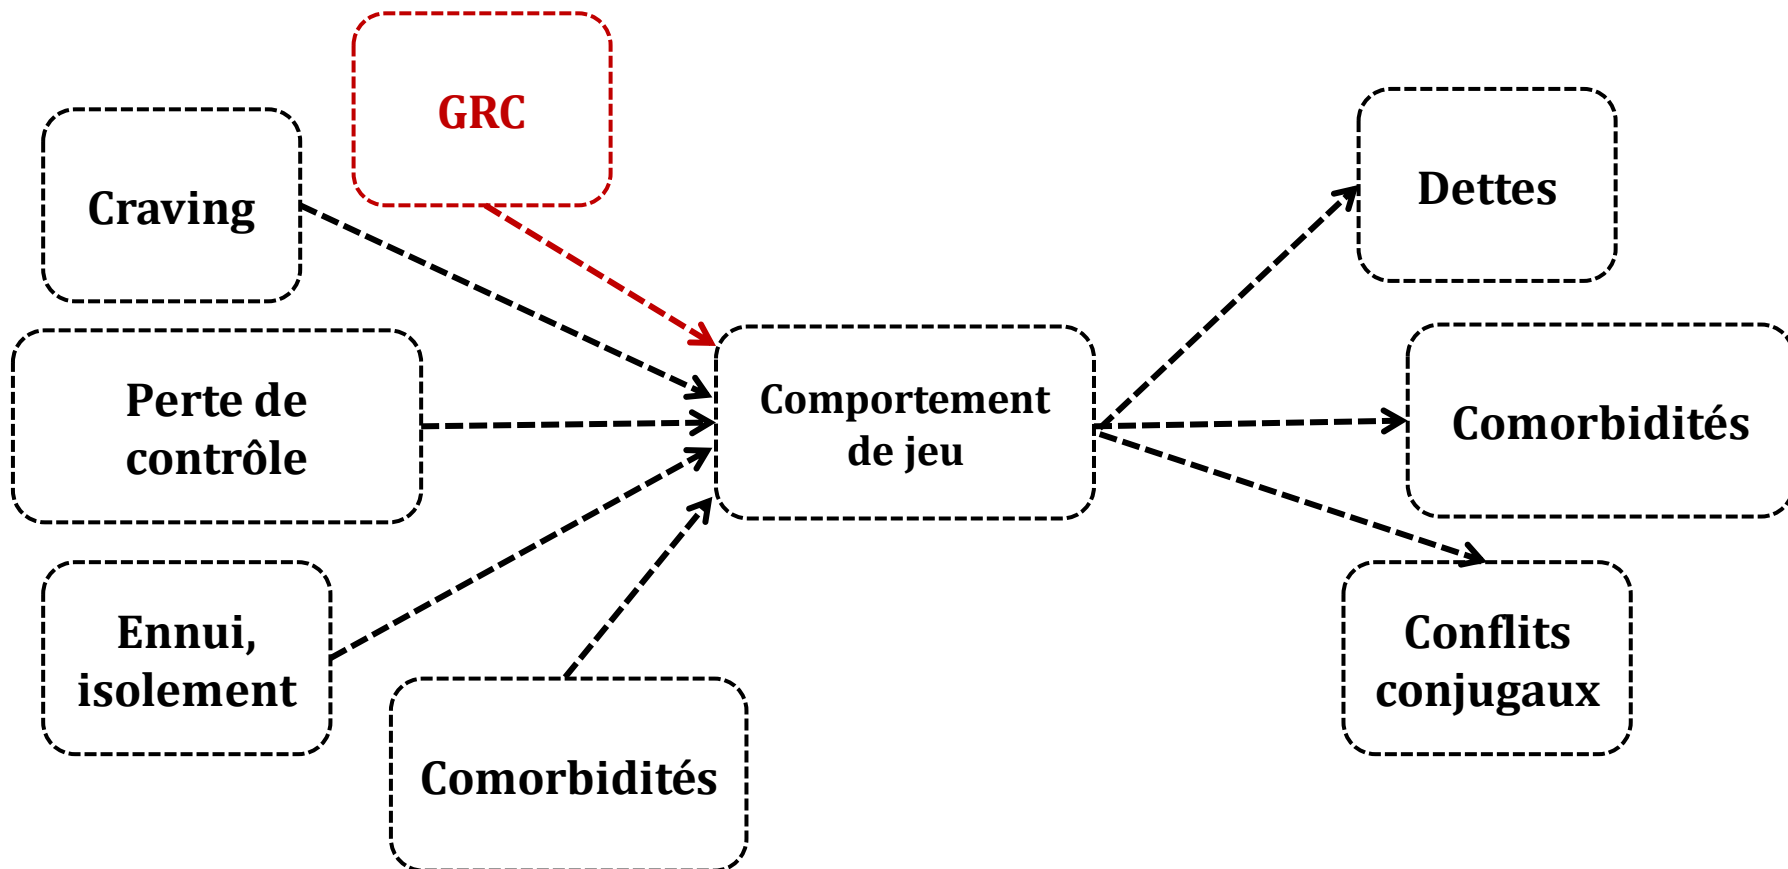 GRC
Craving
Dettes
Perte de
contrôle
Comportement
de jeu
Comorbidités
Ennui,
isolement
Conflits
conjugaux
Comorbidités